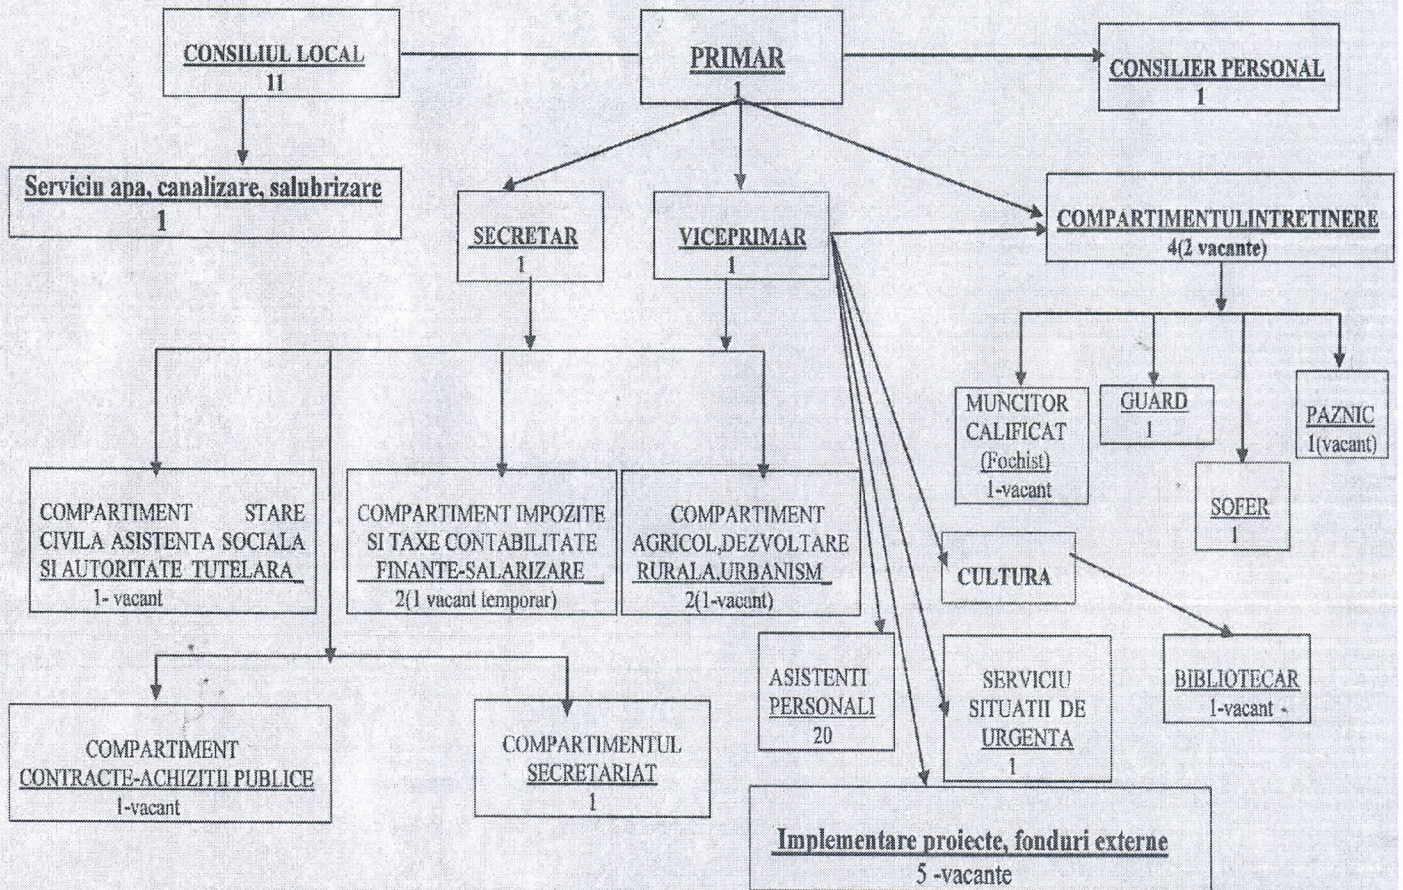 CONSILIUL LOCAL
11
PRIMAR
1
CONSILIER PERSONAL
1
Serviciu apa, canalizare, salubrizare
1
SECRETAR
1
VICEPRIMAR
1
COMPARTIMENTULINTRETINERE
4(2 vacante)
MUNCITOR
CALIFICAT
(Fochist)
1-vacant
GUARD
1
SOFER
1
PAZNIC
1(vacant)
COMPARTIMENT STARE
CIVILA ASISTENTA SOCIALA
SI AUTORITATE TUTELARA
1- vacant
COMPARTIMENT IMPOZITE
SI TAXE CONTABILITATE
FINANTE-SALARIZARE
2(1 vacant temporar)
COMPARTIMENT
AGRICOL,DEZVOLTARE
RURALA,URBANISM
2(1-vacant)
CULTURA
ASISTENTI
PERSONALI
20
SERVICIU
SITUATII DE
URGENTA
1
BIBLIOTECAR
1-vacant
COMPARTIMENT
CONTRACTE-ACHIZITII PUBLICE
1-vacant
COMPARTIMENTUL
SECRETARIAT
1
Implementare proiecte, fonduri externe
5 -vacante